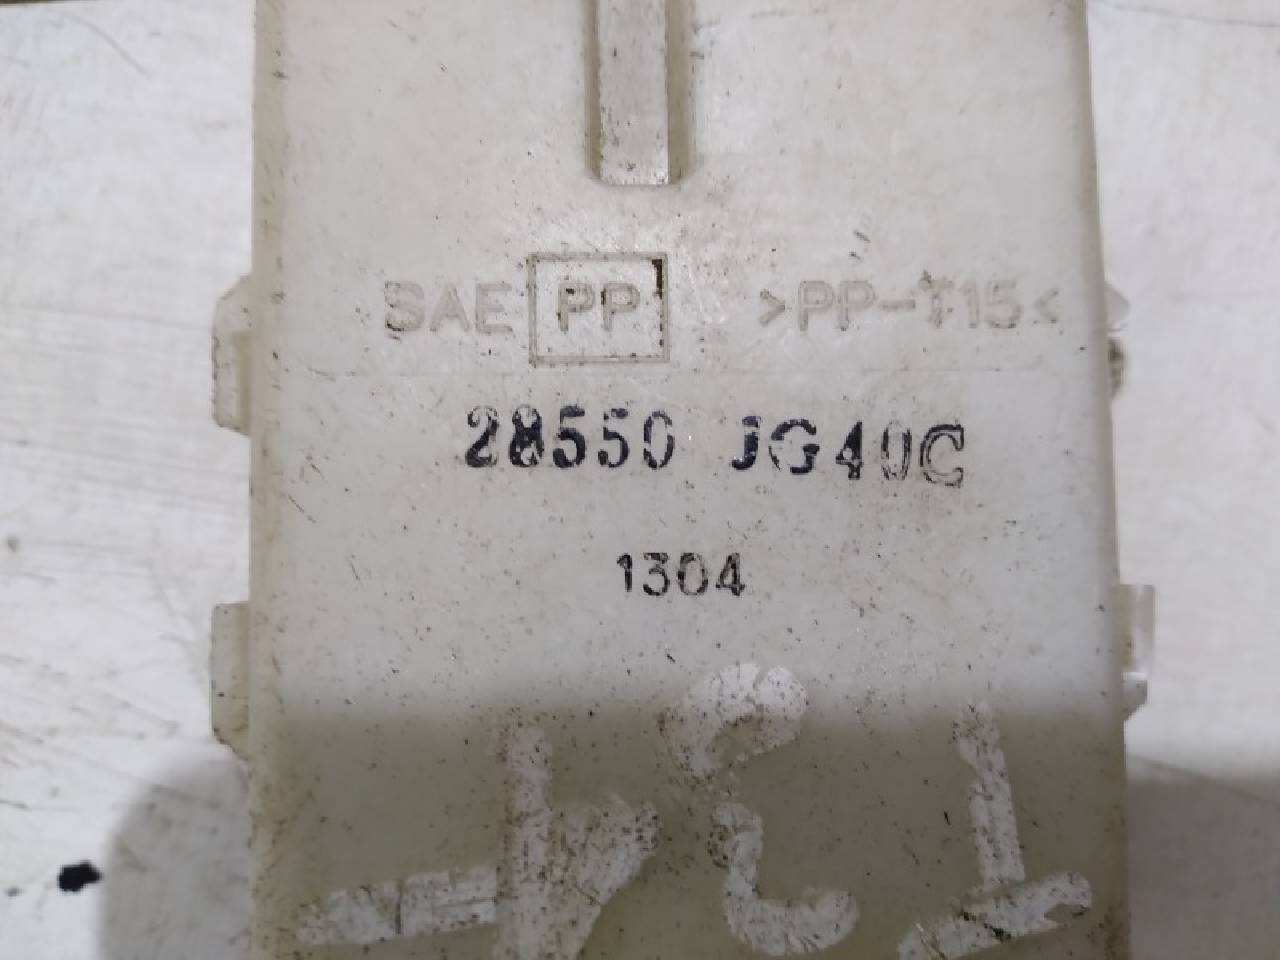 SAE PP >PP-T15<
28550 JG40C
1304
T34